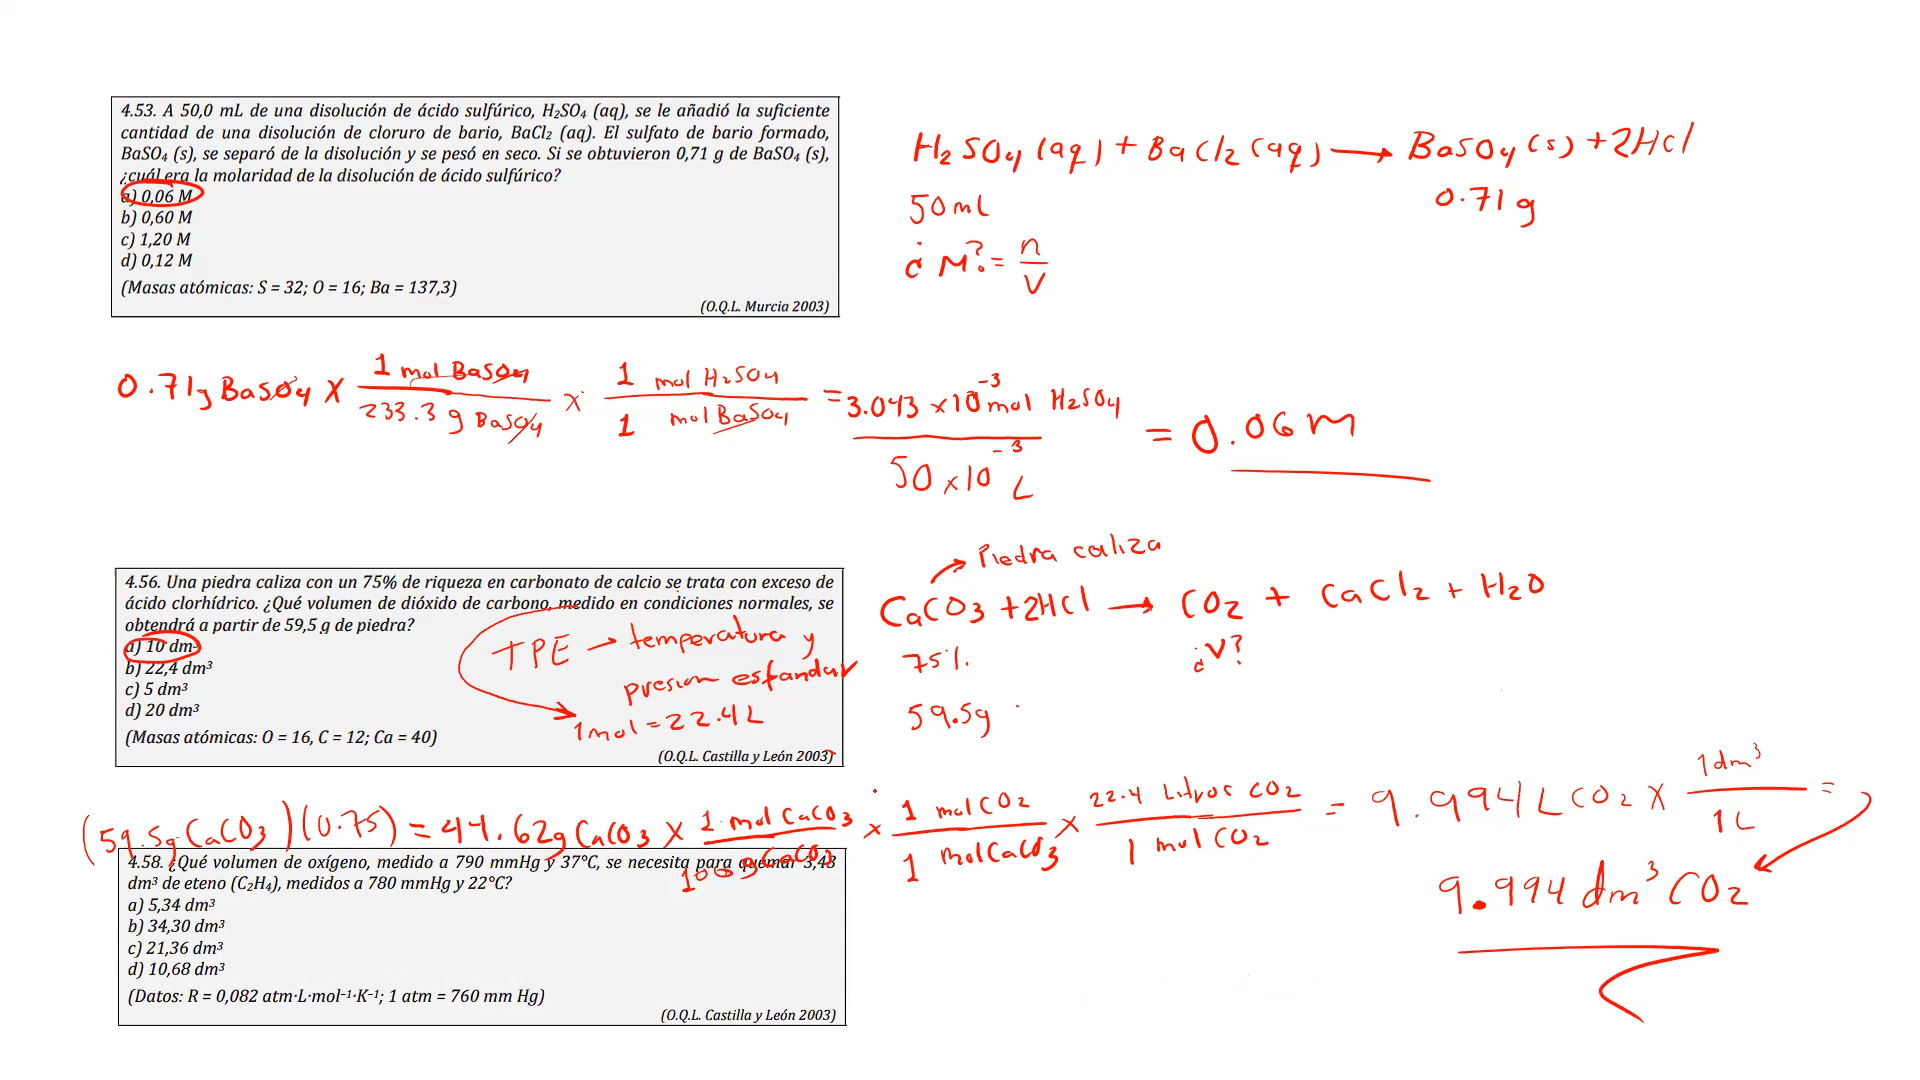 4.53. A 50,0 mL de una disolución de ácido sulfúrico, H₂SO₄ (aq), se le añadió la suficiente
cantidad de una disolución de cloruro de bario, BaCl₂ (aq). El sulfato de bario formado,
BaSO₄ (s), se separó de la disolución y se pesó en seco. Si se obtuvieron 0,71 g de BaSO₄ (s),
¿cuál era la molaridad de la disolución de ácido sulfúrico?
a) 0,06 M
b) 0,60 M
c) 1,20 M
d) 0,12 M
(Masas atómicas: S = 32; O = 16; Ba = 137,3)
(O.Q.L. Murcia 2003)
H₂SO₄ (aq) + BaCl₂ (aq) → BaSO₄ (s) + 2HCl
50 ml
0.71 g
¿M? = n/V
0.71g BaSO₄ x 1 mol BaSO₄ / 233.3 g BaSO₄ x 1 mol H₂SO₄ / 1 mol BaSO₄ = 3.043 x 10⁻³ mol H₂SO₄ / 50 x 10⁻³ L = 0.06 M
4.56. Una piedra caliza con un 75% de riqueza en carbonato de calcio se trata con exceso de
ácido clorhídrico. ¿Qué volumen de dióxido de carbono, medido en condiciones normales, se
obtendrá a partir de 59,5 g de piedra?
a) 10 dm³
b) 22,4 dm³
c) 5 dm³
d) 20 dm³
(Masas atómicas: O = 16, C = 12; Ca = 40)
(O.Q.L. Castilla y León 2003)
TPE → temperatura y
presion estandar
1mol = 22.4 L
→ Piedra caliza
CaCO₃ + 2HCl → CO₂ + CaCl₂ + H₂O
75%
¿V?
59.5g
(59.5g CaCO₃)(0.75) = 44.62g CaCO₃ x 1 mol CaCO₃ / 100 g CaCO₃ x 1 mol CO₂ / 1 mol CaCO₃ x 22.4 Litros CO₂ / 1 mol CO₂ = 9.994 L CO₂ x 1 dm³ / 1 L =
9.994 dm³ CO₂
4.58. ¿Qué volumen de oxígeno, medido a 790 mmHg y 37°C, se necesita para quemar 3,43
dm³ de eteno (C₂H₄), medidos a 780 mmHg y 22°C?
a) 5,34 dm³
b) 34,30 dm³
c) 21,36 dm³
d) 10,68 dm³
(Datos: R = 0,082 atm·L·mol⁻¹·K⁻¹; 1 atm = 760 mm Hg)
(O.Q.L. Castilla y León 2003)